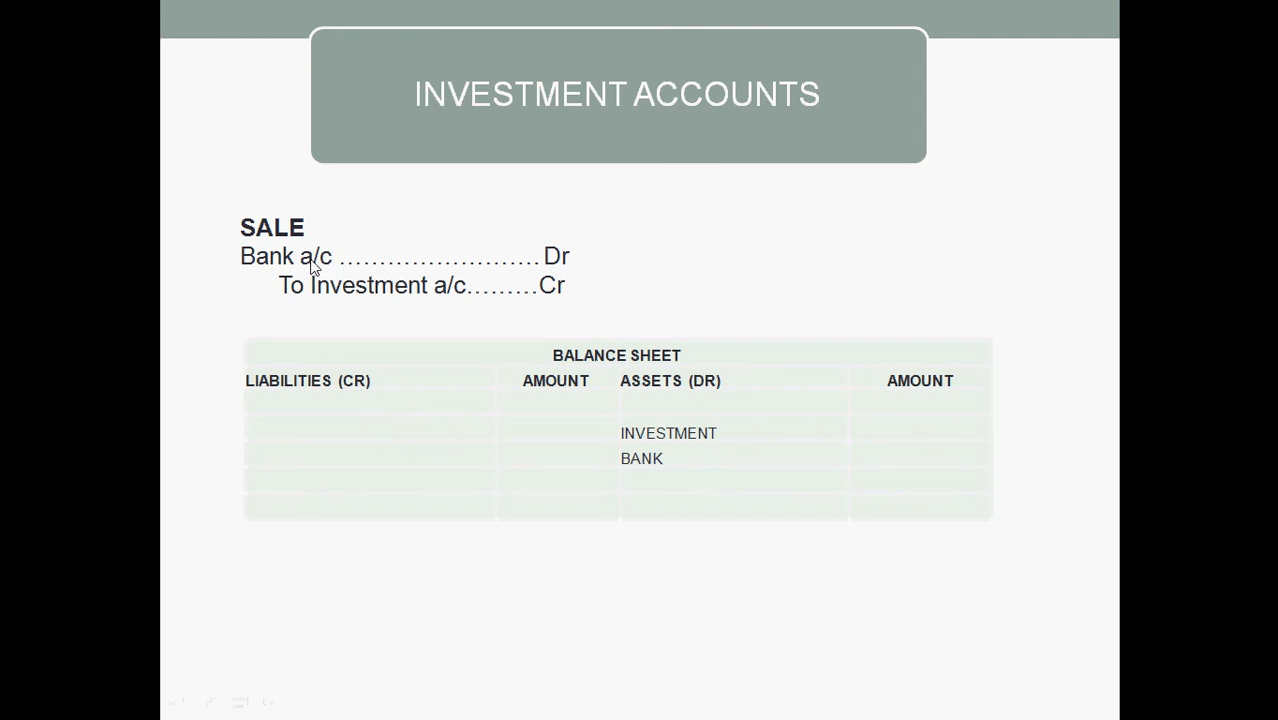 INVESTMENT ACCOUNTS
SALE
Bank a/c ......................... Dr
To Investment a/c.........Cr
BALANCE SHEET
LIABILITIES (CR) AMOUNT ASSETS (DR) AMOUNT
INVESTMENT
BANK